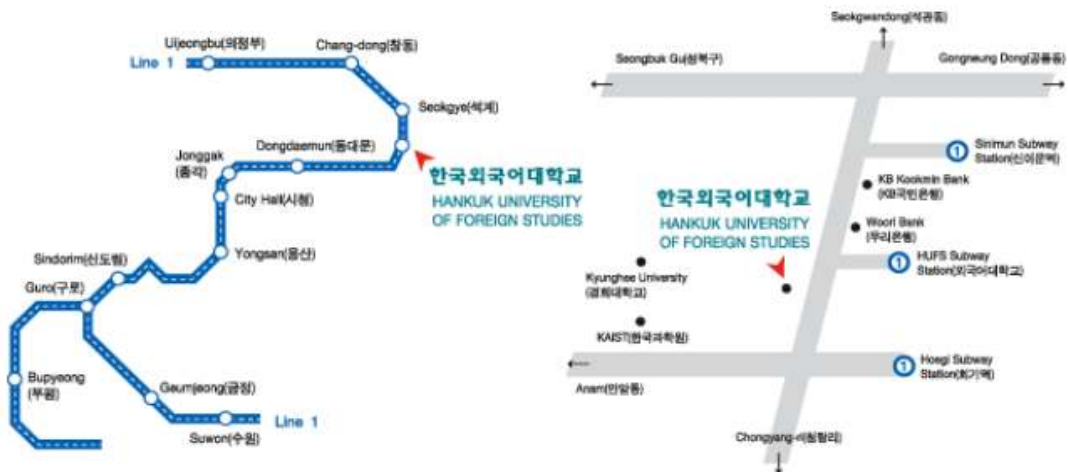 Uijeongbu(의정부)
Chang-dong(창동)
Line 1
Seokgye(석계)
Dongdaemun(동대문)
Jonggak
(종각)
한국외국어대학교
HANKUK UNIVERSITY
OF FOREIGN STUDIES
City Hall(시청)
Yongsan(용산)
Sindorim(신도림)
Guro(구로)
Bupyeong
(부평)
Geumjeong(금정)
Line 1
Suwon(수원)
Seokgwandong(석관동)
Seongbuk Gu(성북구)
Gongneung Dong(공릉동)
1
Sinimun Subway
Station(신이문역)
KB Kookmin Bank
(KB국민은행)
한국외국어대학교
HANKUK UNIVERSITY
OF FOREIGN STUDIES
Woori Bank
(우리은행)
1
HUFS Subway
Station(외국어대학교)
Kyunghee University
(경희대학교)
KAIST(한국과학원)
1
Hoegi Subway
Station(회기역)
Anam(안암동)
Chongyang-ri(청량리)